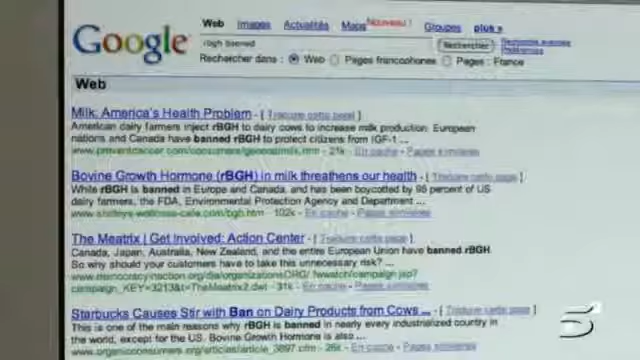 Google
Web Images Actualités Maps Nouveau ! Groupes plus »
rbgh banned
Rechercher
Recherche avancée
Préférences
Rechercher dans : Web Pages francophones Pages : France
Web
Milk: America's Health Problem - [ Traduire cette page ]
American dairy farmers inject rBGH to dairy cows to increase milk production. European
nations and Canada have banned rBGH to protect citizens from IGF-1 ...
www.preventcancer.com/consumers/general/milk.htm - 21k - En cache - Pages similaires
Bovine Growth Hormone (rBGH) in milk threatens our health - [ Traduire cette page ]
While rBGH is banned in Europe and Canada, and has been boycotted by 95 percent of US
dairy farmers, the FDA, Environmental Protection Agency and Department ...
www.shirleys-wellness-cafe.com/bgh.htm - 102k - En cache - Pages similaires
The Meatrix | Get Involved: Action Center - [ Traduire cette page ]
Canada, Japan, Australia, New Zealand, and the entire European Union have banned rBGH.
So why should your customers have to take this unnecessary risk? ...
campaign_KEY=3213&t=TheMeatrix2.dwt - 31k - En cache - Pages similaires
Starbucks Causes Stir with Ban on Dairy Products from Cows ... - [ Traduire cette page ]
This is one of the main reasons why rBGH is banned in nearly every industrialized country in
the world, except for the US. Bovine Growth Hormone is also ...
www.organicconsumers.org/articles/article_3897.cfm - 26k - En cache - Pages similaires
5